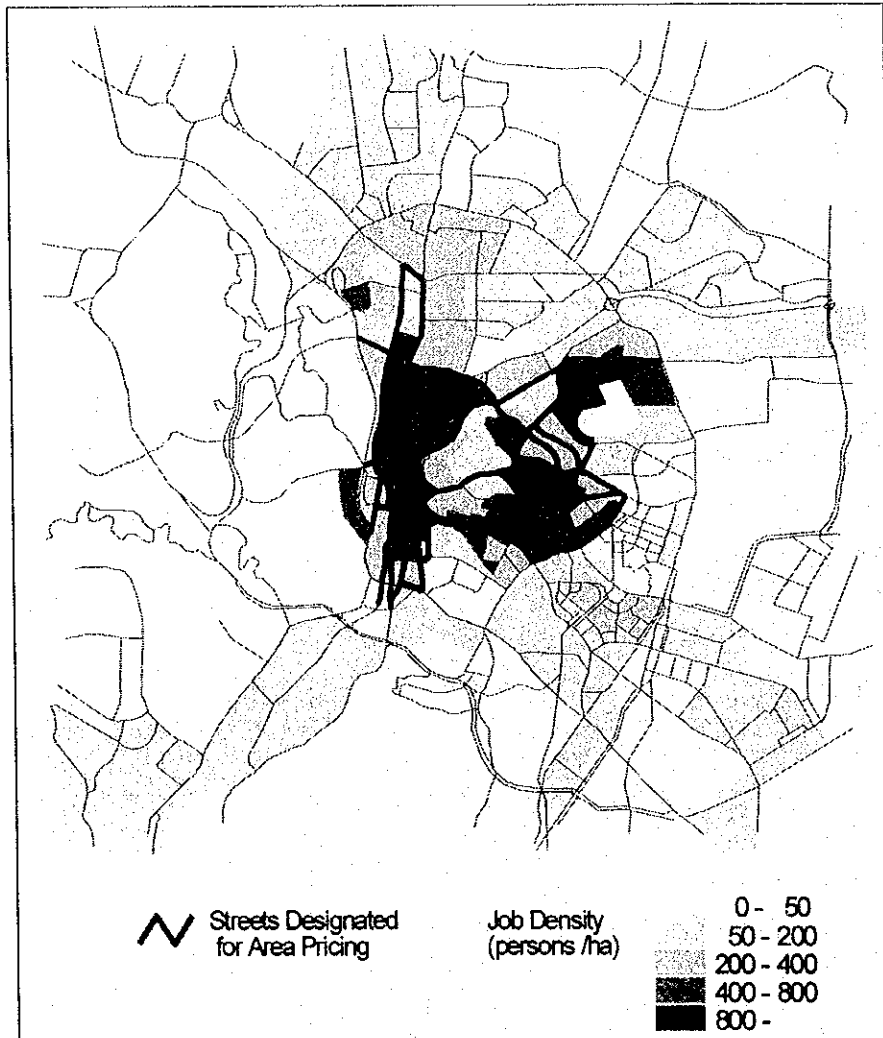 Streets Designated
for Area Pricing
Job Density
(persons /ha)
0 - 50
50 - 200
200 - 400
400 - 800
800 -